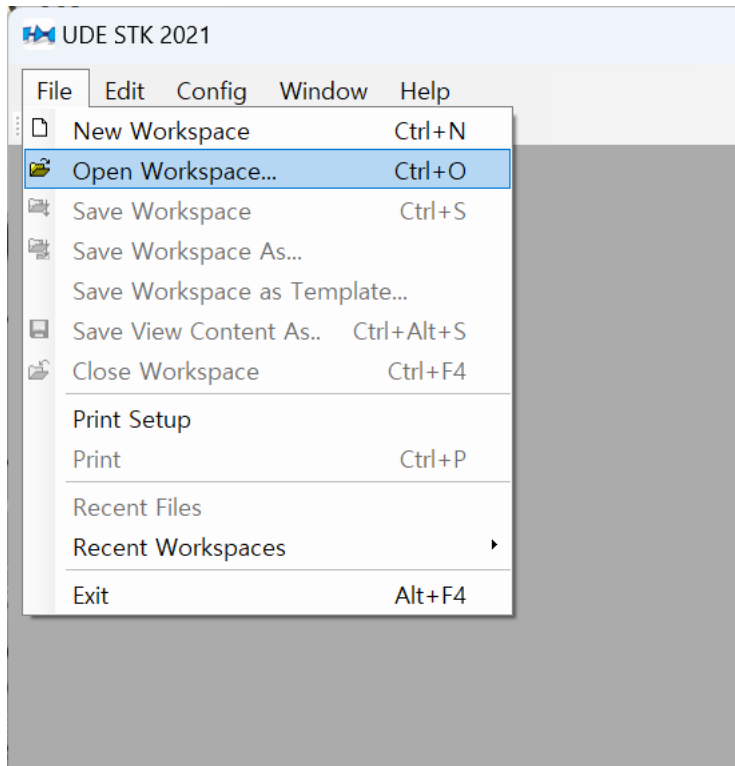 UDE STK 2021
File Edit Config Window Help
New Workspace Ctrl+N
Open Workspace... Ctrl+O
Save Workspace Ctrl+S
Save Workspace As...
Save Workspace as Template...
Save View Content As.. Ctrl+Alt+S
Close Workspace Ctrl+F4
Print Setup
Print Ctrl+P
Recent Files
Recent Workspaces
Exit Alt+F4